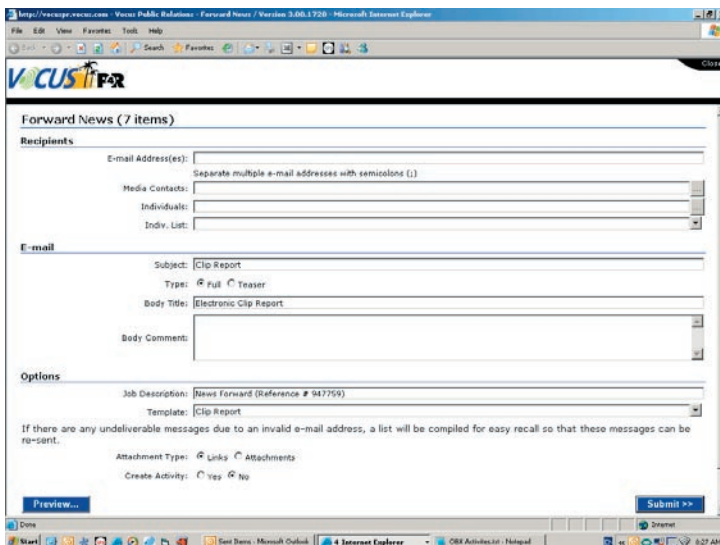 http://vocuspr.vocus.com - Vocus Public Relations - Forward News / Version 3.00.1720 - Microsoft Internet Explorer
File Edit View Favorites Tools Help
Back Search Favorites
Close
VOCUS F4R
Forward News (7 items)
Recipients
E-mail Address(es):
Separate multiple e-mail addresses with semicolons (;)
Media Contacts:
Individuals:
Indiv. List:
E-mail
Subject: Clip Report
Type: Full Teaser
Body Title: Electronic Clip Report
Body Comment:
Options
Job Description: News Forward (Reference # 947759)
Template: Clip Report
If there are any undeliverable messages due to an invalid e-mail address, a list will be compiled for easy recall so that these messages can be
re-sent.
Attachment Type: Links Attachments
Create Activity: Yes No
Preview...
Submit >>
Done
Internet
Start
Sent Items - Microsoft Outlook
4 Internet Explorer
OBX Activities.txt - Notepad
6:27 AM